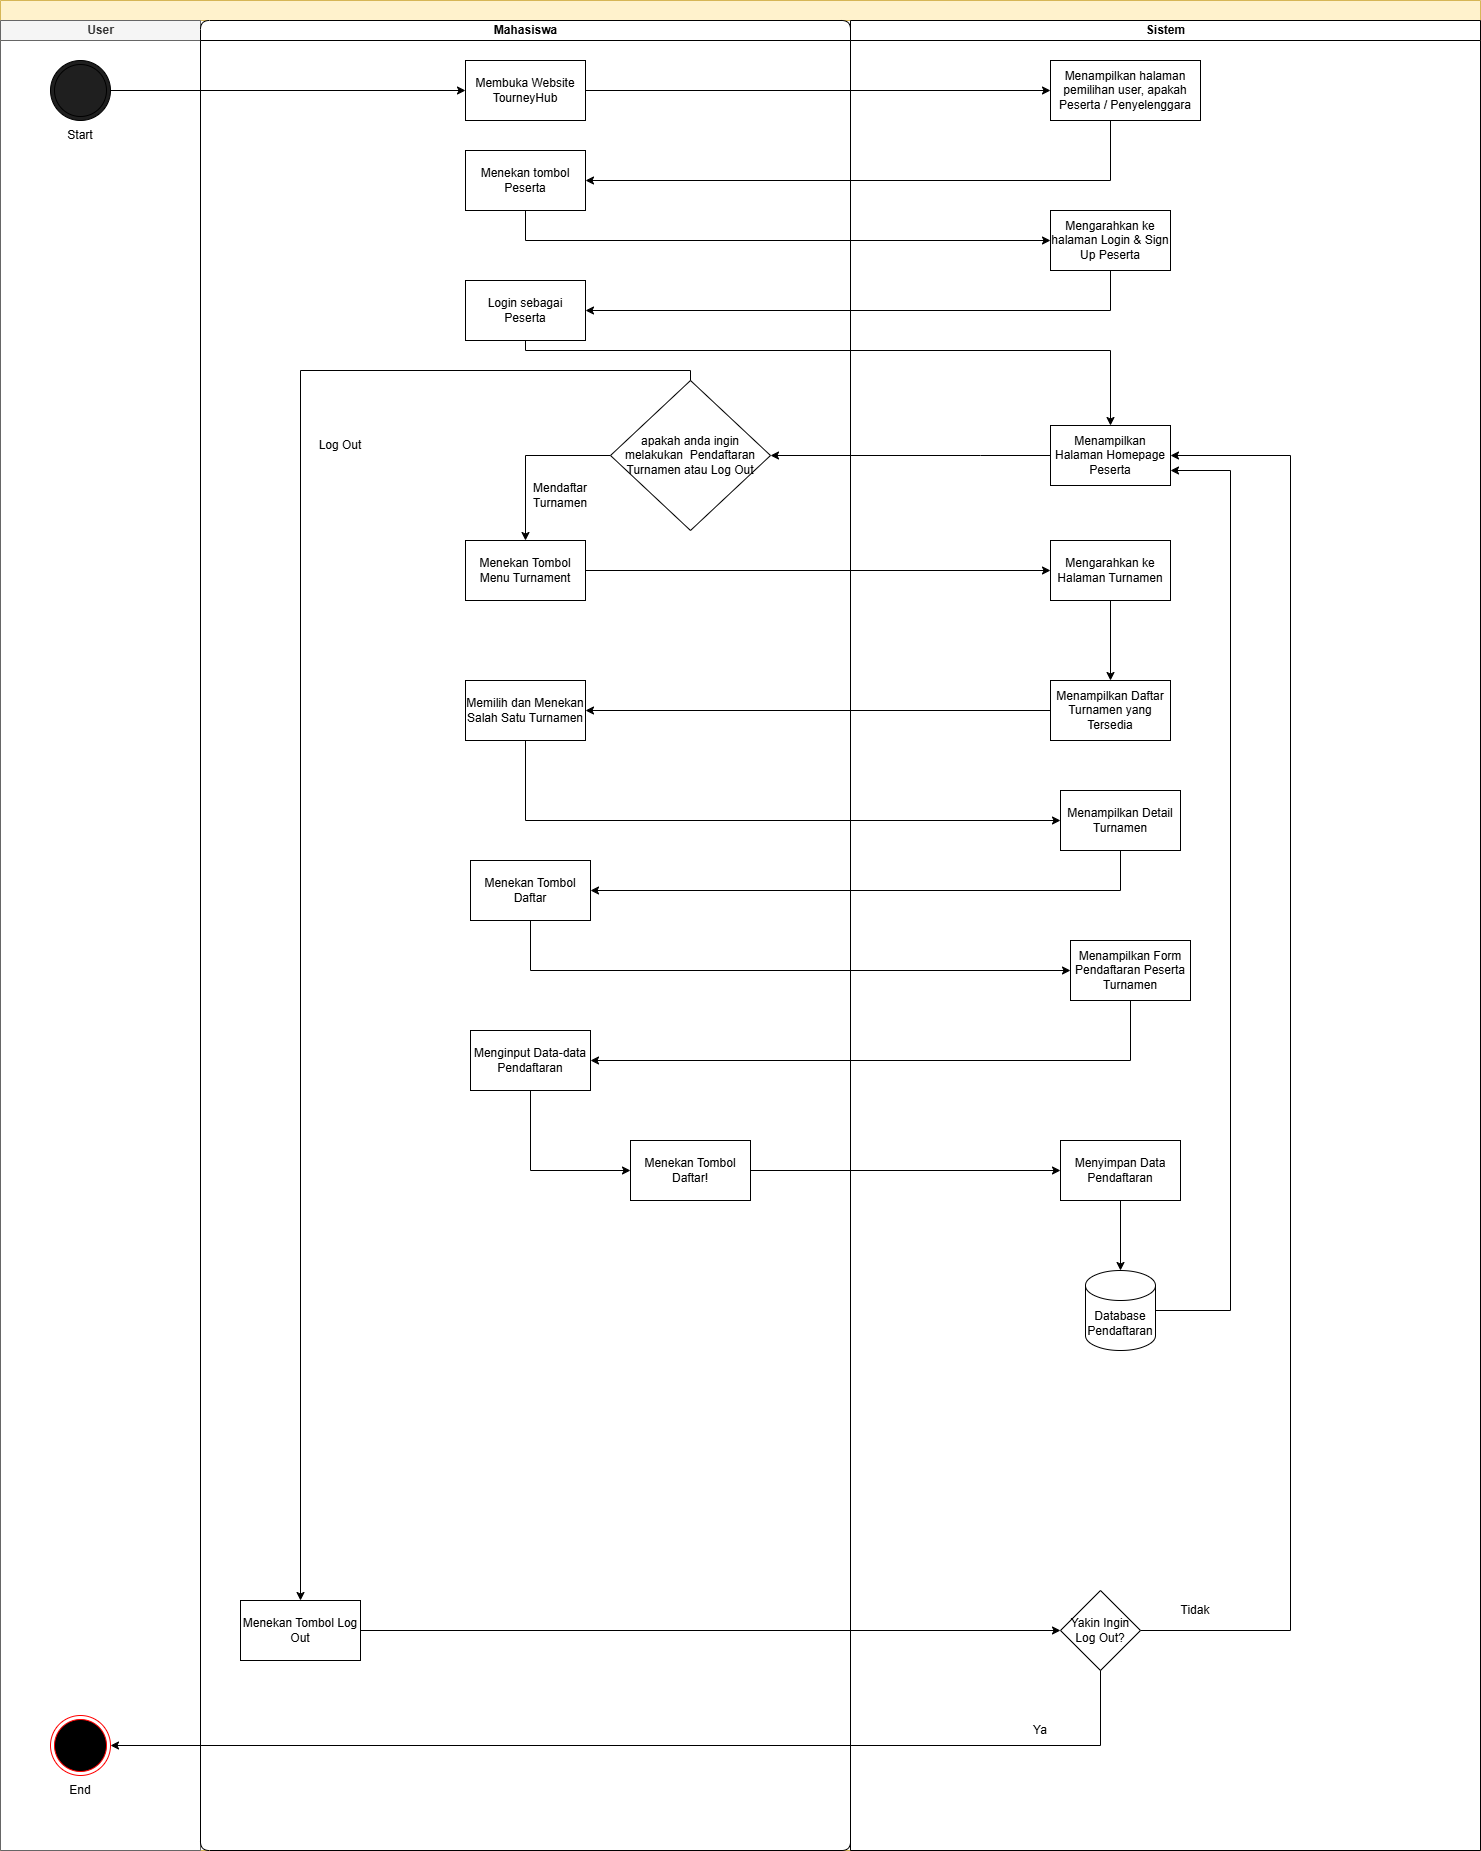 User
Mahasiswa
Sistem
Start
Membuka Website
TourneyHub
Menampilkan halaman
pemilihan user, apakah
Peserta / Penyelenggara
Menekan tombol
Peserta
Mengarahkan ke
halaman Login & Sign
Up Peserta
Login sebagai
Peserta
Log Out
apakah anda ingin
melakukan  Pendaftaran
Turnamen atau Log Out
Menampilkan
Halaman Homepage
Peserta
Mendaftar
Turnamen
Menekan Tombol
Menu Turnament
Mengarahkan ke
Halaman Turnamen
Memilih dan Menekan
Salah Satu Turnamen
Menampilkan Daftar
Turnamen yang
Tersedia
Menampilkan Detail
Turnamen
Menekan Tombol
Daftar
Menampilkan Form
Pendaftaran Peserta
Turnamen
Menginput Data-data
Pendaftaran
Menekan Tombol
Daftar!
Menyimpan Data
Pendaftaran
Database
Pendaftaran
Menekan Tombol Log
Out
Yakin Ingin
Log Out?
Tidak
Ya
End